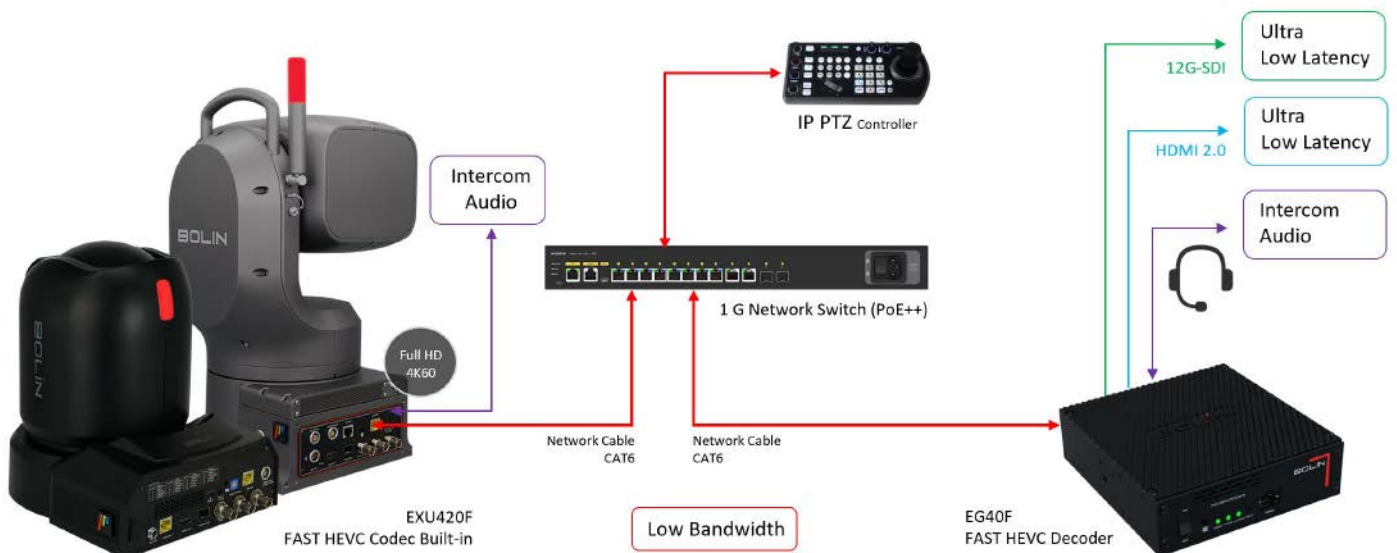 Ultra
Low Latency
12G-SDI
Ultra
Low Latency
HDMI 2.0
IP PTZ Controller
Intercom
Audio
Intercom
Audio
BOLIN
1 G Network Switch (PoE++)
Full HD
4K60
BOLIN
Network Cable
CAT6
Network Cable
CAT6
BOLIN
EXU420F
FAST HEVC Codec Built-in
Low Bandwidth
EG40F
FAST HEVC Decoder